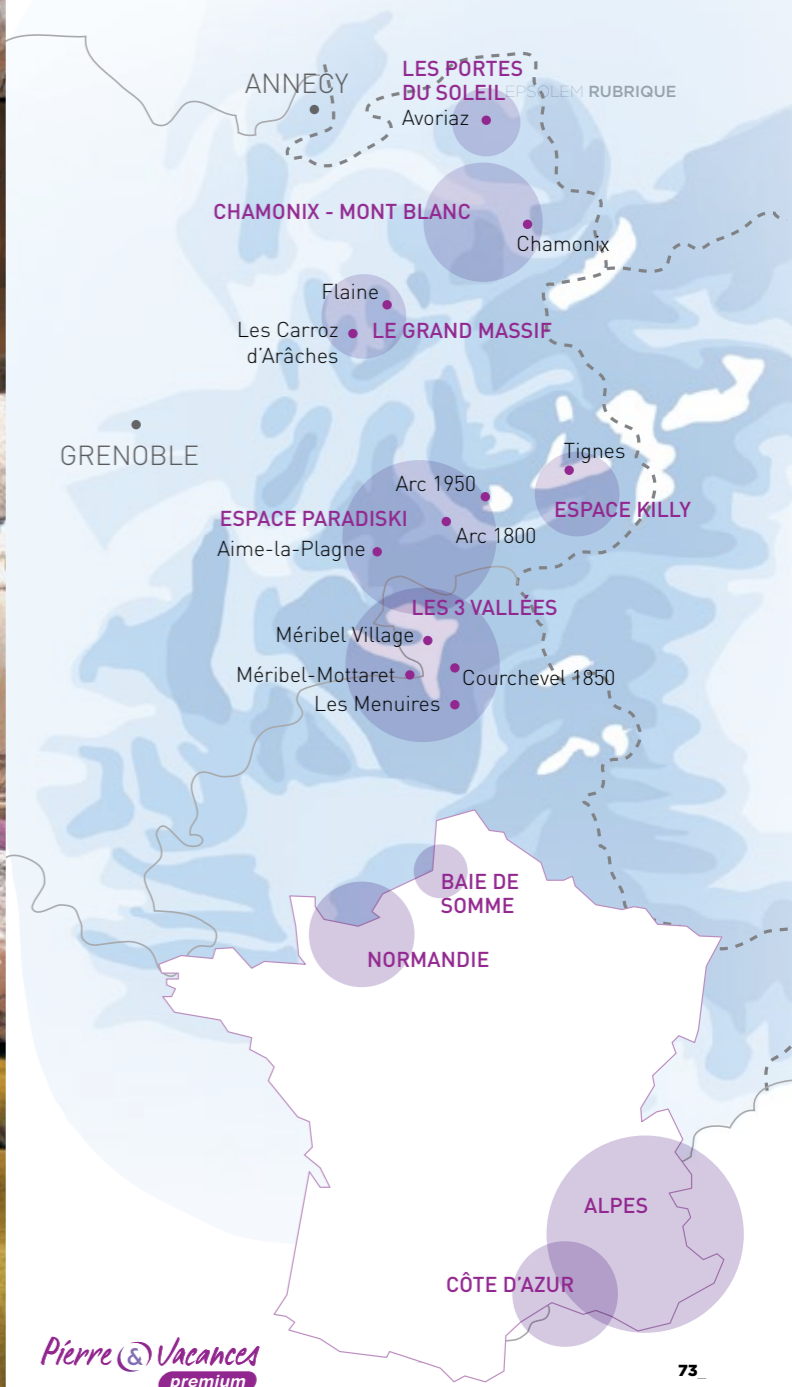 LES PORTES
DU SOLEIL
EPSOLEM RUBRIQUE
ANNECY
Avoriaz
CHAMONIX - MONT BLANC
Chamonix
Flaine
Les Carroz
d'Arâches
LE GRAND MASSIF
GRENOBLE
Tignes
Arc 1950
ESPACE KILLY
ESPACE PARADISKI
Arc 1800
Aime-la-Plagne
LES 3 VALLÉES
Méribel Village
Méribel-Mottaret
Courchevel 1850
Les Menuires
BAIE DE
SOMME
NORMANDIE
ALPES
CÔTE D'AZUR
Pierre & Vacances
premium
73_